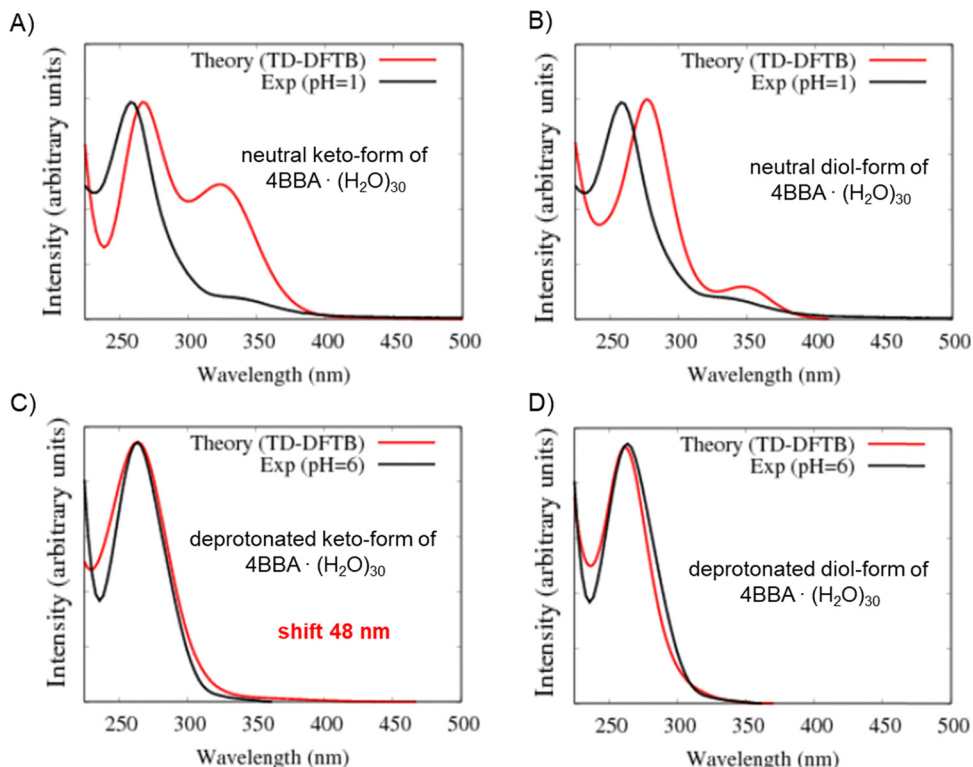 A)
Intensity (arbitrary units)
Theory (TD-DFTB)
Exp (pH=1)
neutral keto-form of
4BBA · (H₂O)₃₀
250 300 350 400 450 500
Wavelength (nm)
B)
Intensity (arbitrary units)
Theory (TD-DFTB)
Exp (pH=1)
neutral diol-form of
4BBA · (H₂O)₃₀
250 300 350 400 450 500
Wavelength (nm)
C)
Intensity (arbitrary units)
Theory (TD-DFTB)
Exp (pH=6)
deprotonated keto-form of
4BBA · (H₂O)₃₀
shift 48 nm
250 300 350 400 450 500
Wavelength (nm)
D)
Intensity (arbitrary units)
Theory (TD-DFTB)
Exp (pH=6)
deprotonated diol-form of
4BBA · (H₂O)₃₀
250 300 350 400 450 500
Wavelength (nm)